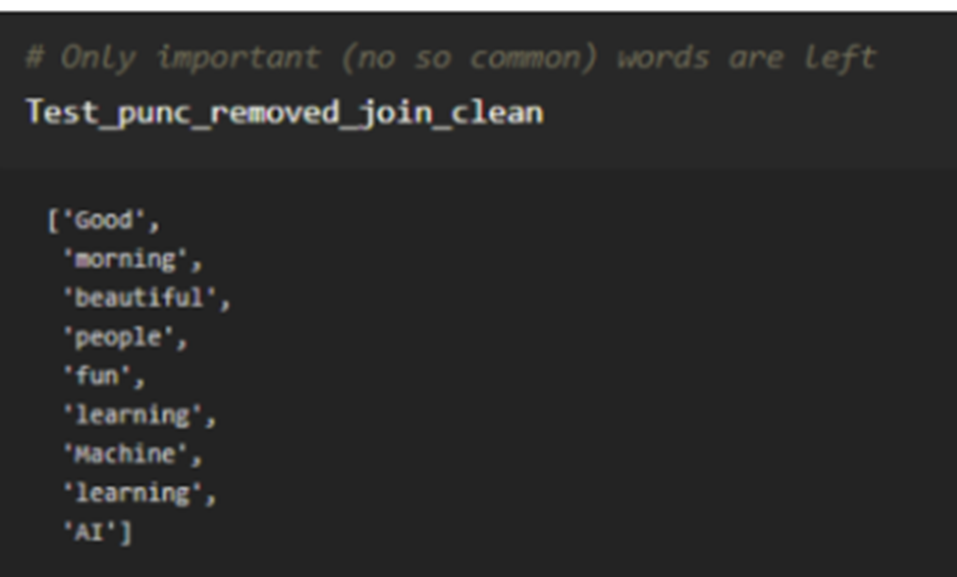 # Only important (no so common) words are left
Test_punc_removed_join_clean
['Good',
'morning',
'beautiful',
'people',
'fun',
'learning',
'Machine',
'learning',
'AI']